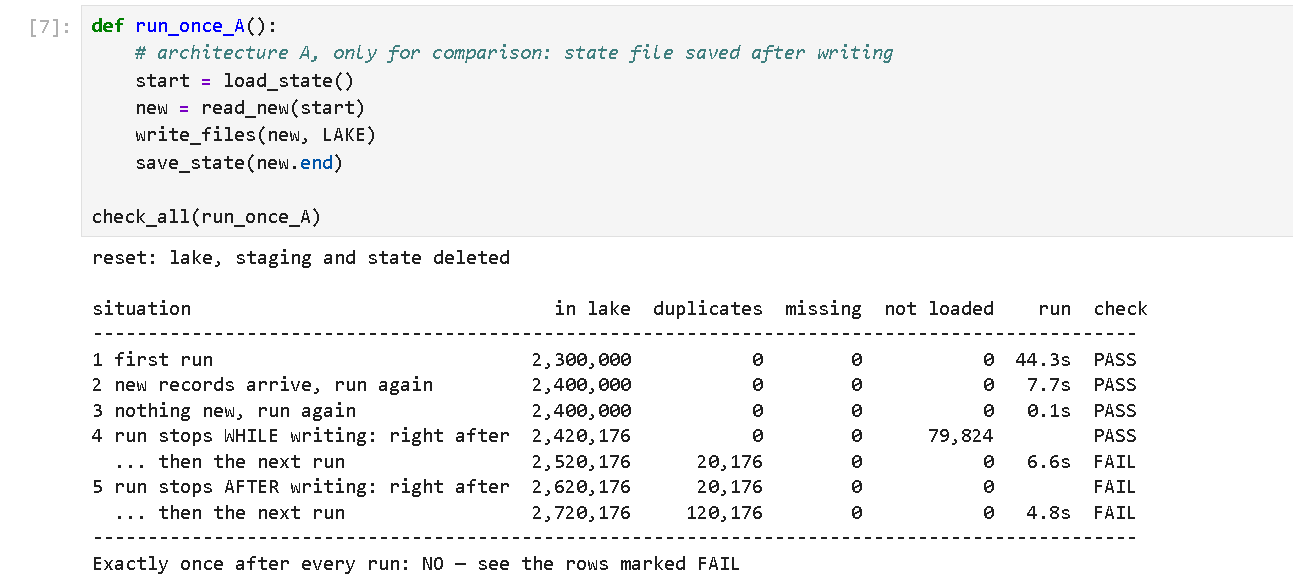 [7]: def run_once_A():
# architecture A, only for comparison: state file saved after writing
start = load_state()
new = read_new(start)
write_files(new, LAKE)
save_state(new.end)
check_all(run_once_A)
reset: lake, staging and state deleted
situation in lake duplicates missing not loaded run check
-----------------------------------------------------------------------------------------------
1 first run 2,300,000 0 0 0 44.3s PASS
2 new records arrive, run again 2,400,000 0 0 0 7.7s PASS
3 nothing new, run again 2,400,000 0 0 0 0.1s PASS
4 run stops WHILE writing: right after 2,420,176 0 0 79,824 PASS
... then the next run 2,520,176 20,176 0 0 6.6s FAIL
5 run stops AFTER writing: right after 2,620,176 20,176 0 0 FAIL
... then the next run 2,720,176 120,176 0 0 4.8s FAIL
-----------------------------------------------------------------------------------------------
Exactly once after every run: NO — see the rows marked FAIL